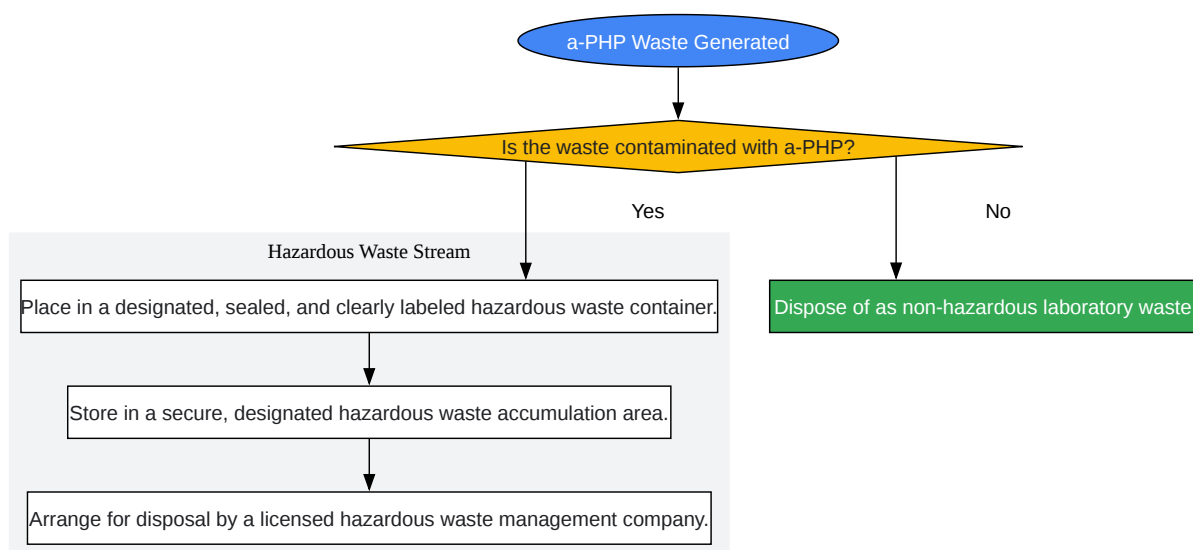 a-PHP Waste Generated
Is the waste contaminated with a-PHP?
Yes
No
Hazardous Waste Stream
Place in a designated, sealed, and clearly labeled hazardous waste container.
Dispose of as non-hazardous laboratory waste.
Store in a secure, designated hazardous waste accumulation area.
Arrange for disposal by a licensed hazardous waste management company.